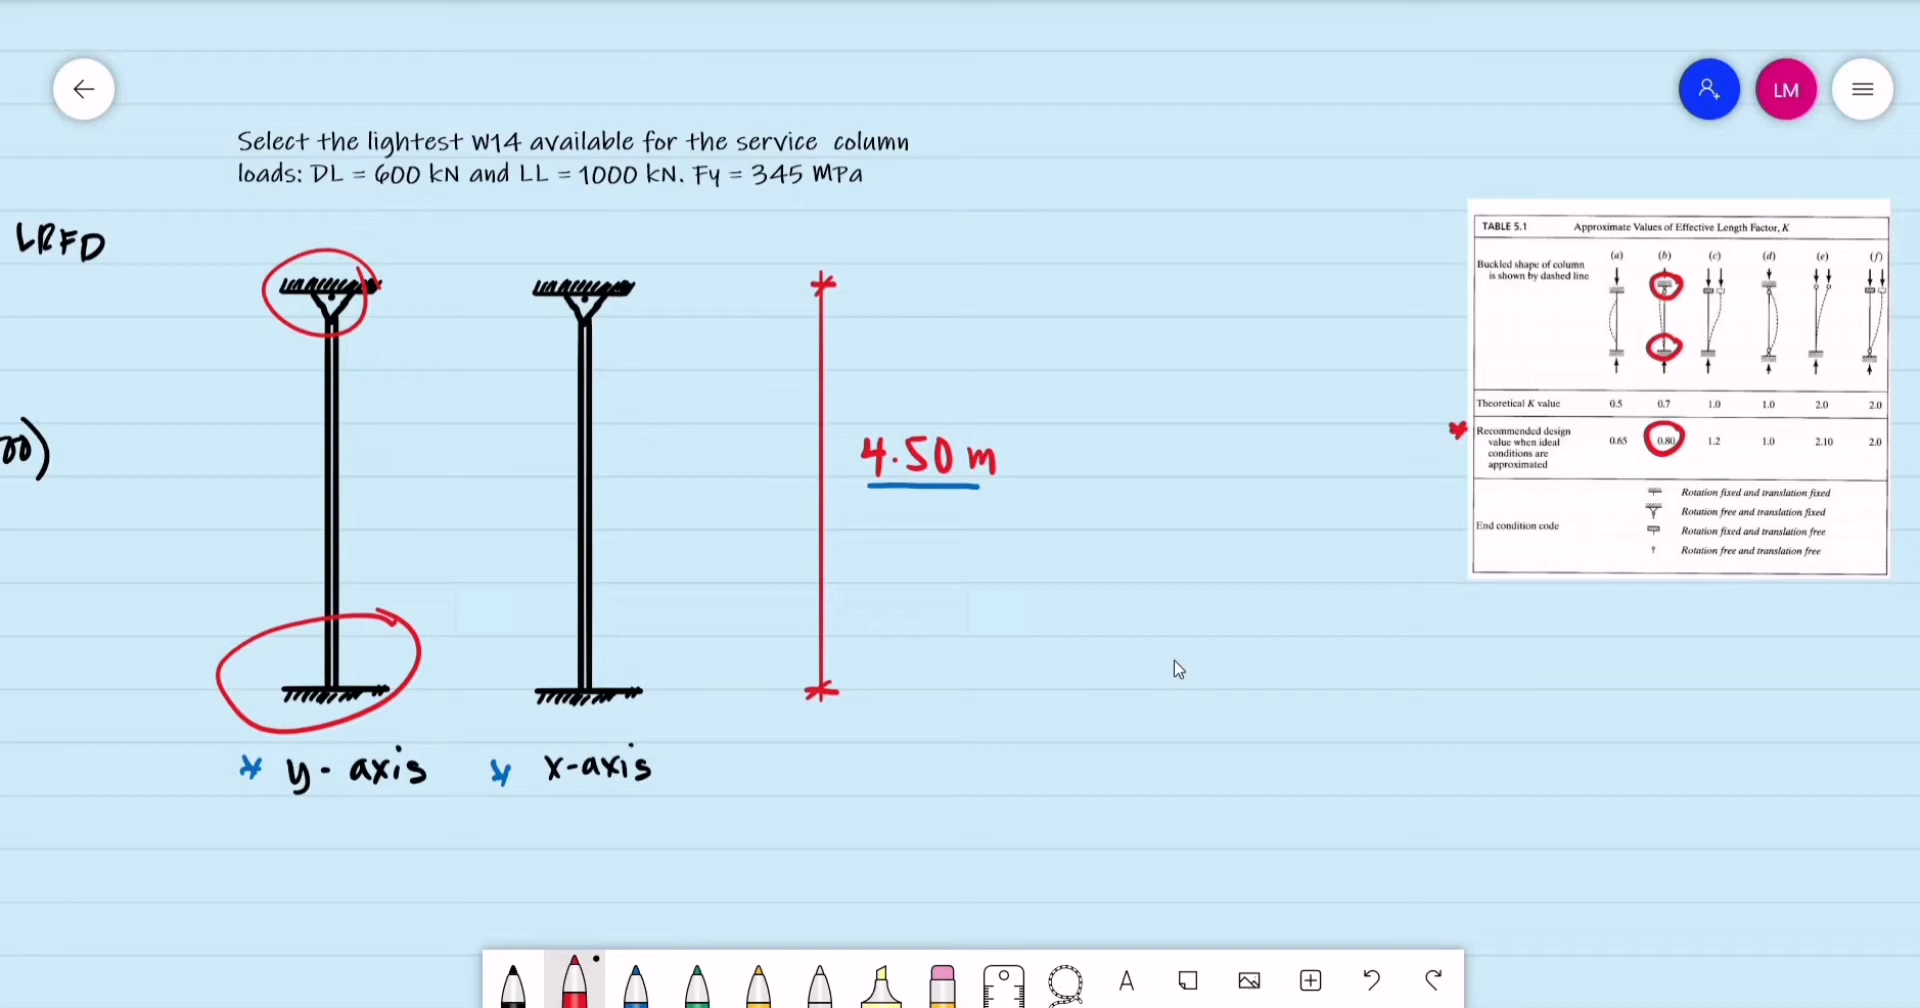 LM
Select the lightest W14 available for the service column
loads: DL = 600 kN and LL = 1000 kN. Fy = 345 MPa
LRFD
00)
4.50 m
* y- axis
* x-axis
TABLE 5.1 Approximate Values of Effective Length Factor, K
(a) (b) (c) (d) (e) (f)
Buckled shape of column
is shown by dashed line
Theoretical K value 0.5 0.7 1.0 1.0 2.0 2.0
* Recommended design
value when ideal
conditions are
approximated
0.65 0.80 1.2 1.0 2.10 2.0
End condition code
Rotation fixed and translation fixed
Rotation free and translation fixed
Rotation fixed and translation free
Rotation free and translation free
A